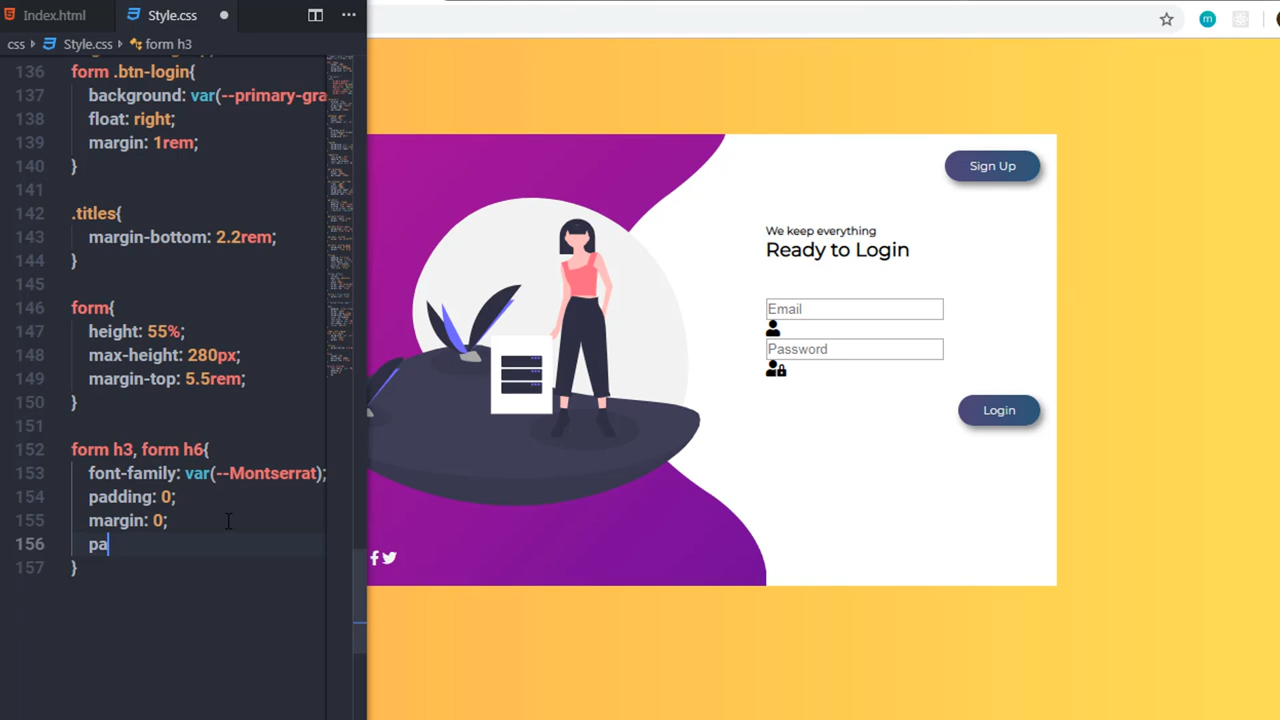 Index.html
Style.css
css
Style.css
form h3
136 form .btn-login{
137 background: var(--primary-gra
138 float: right;
139 margin: 1rem;
140 }
141
142 .titles{
143 margin-bottom: 2.2rem;
144 }
145
146 form{
147 height: 55%;
148 max-height: 280px;
149 margin-top: 5.5rem;
150 }
151
152 form h3, form h6{
153 font-family: var(--Montserrat);
154 padding: 0;
155 margin: 0;
156 pa
157 }
m
Sign Up
We keep everything
Ready to Login
Email
Password
Login